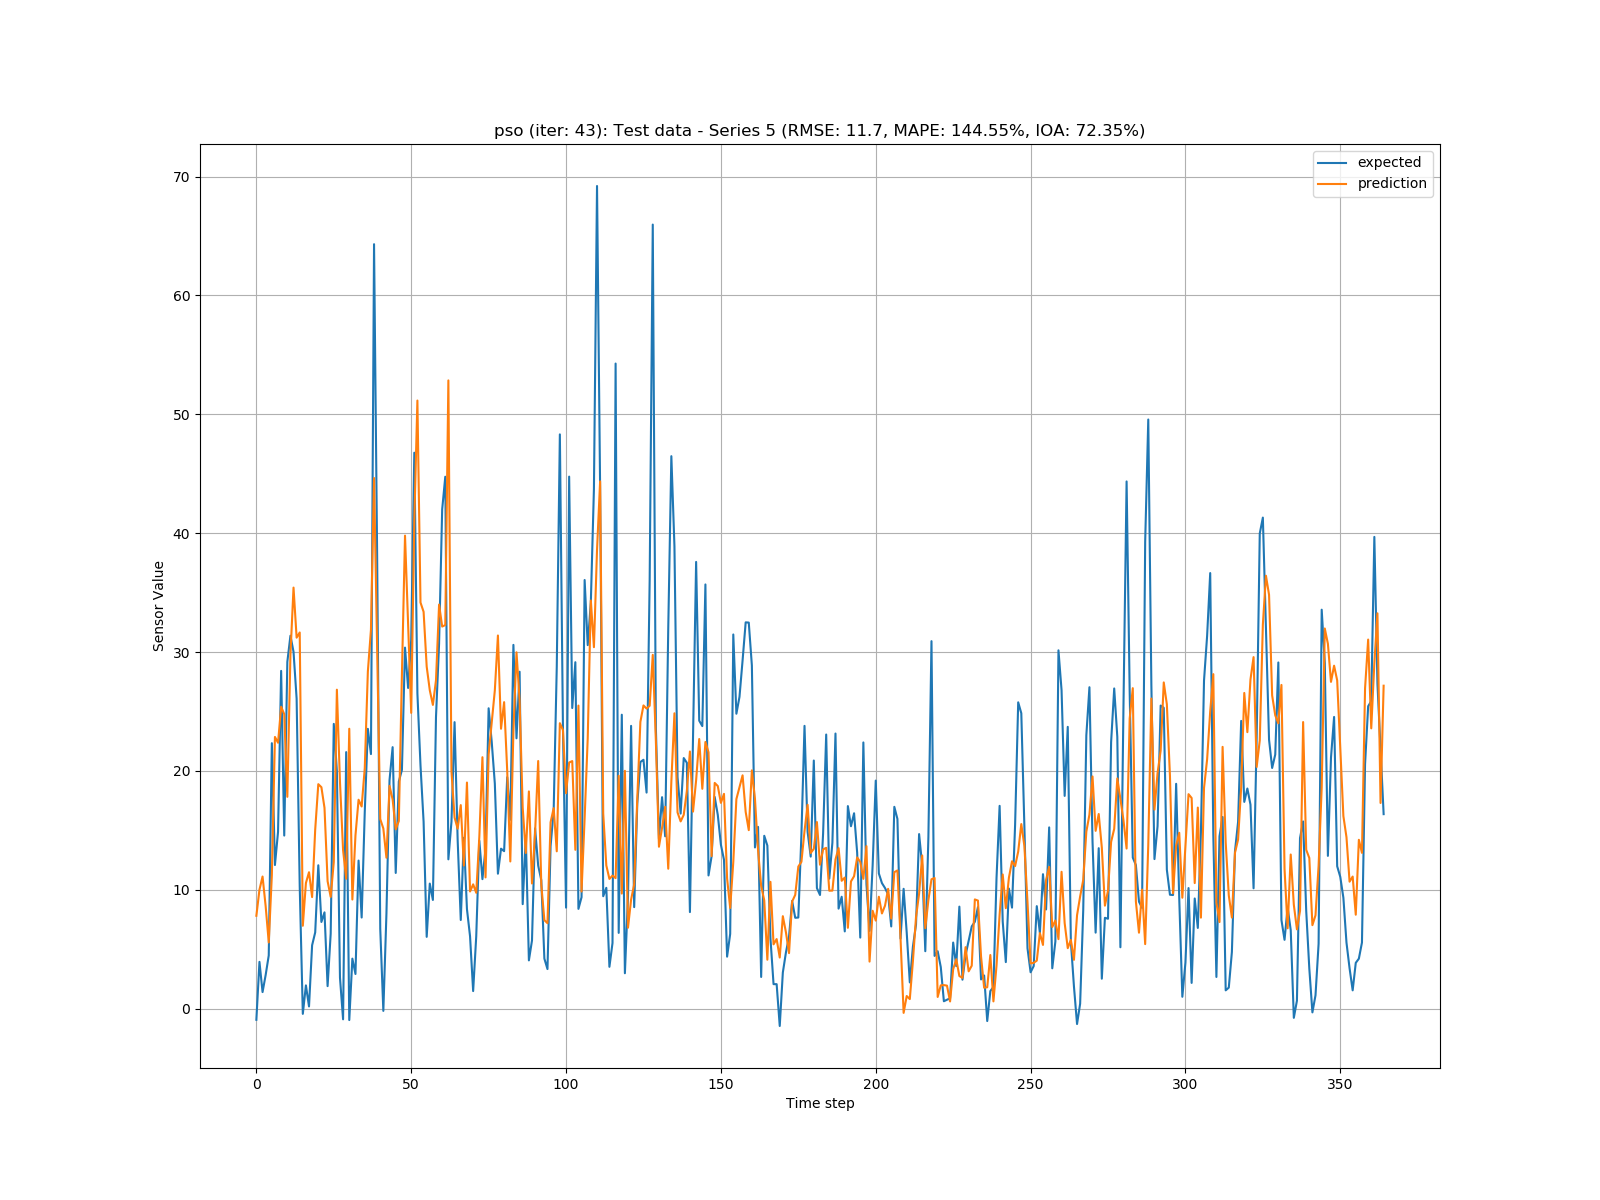 pso (iter: 43): Test data - Series 5 (RMSE: 11.7, MAPE: 144.55%, IOA: 72.35%)
expected
prediction
70
60
50
40
30
20
10
0
Sensor Value
0 50 100 150 200 250 300 350
Time step